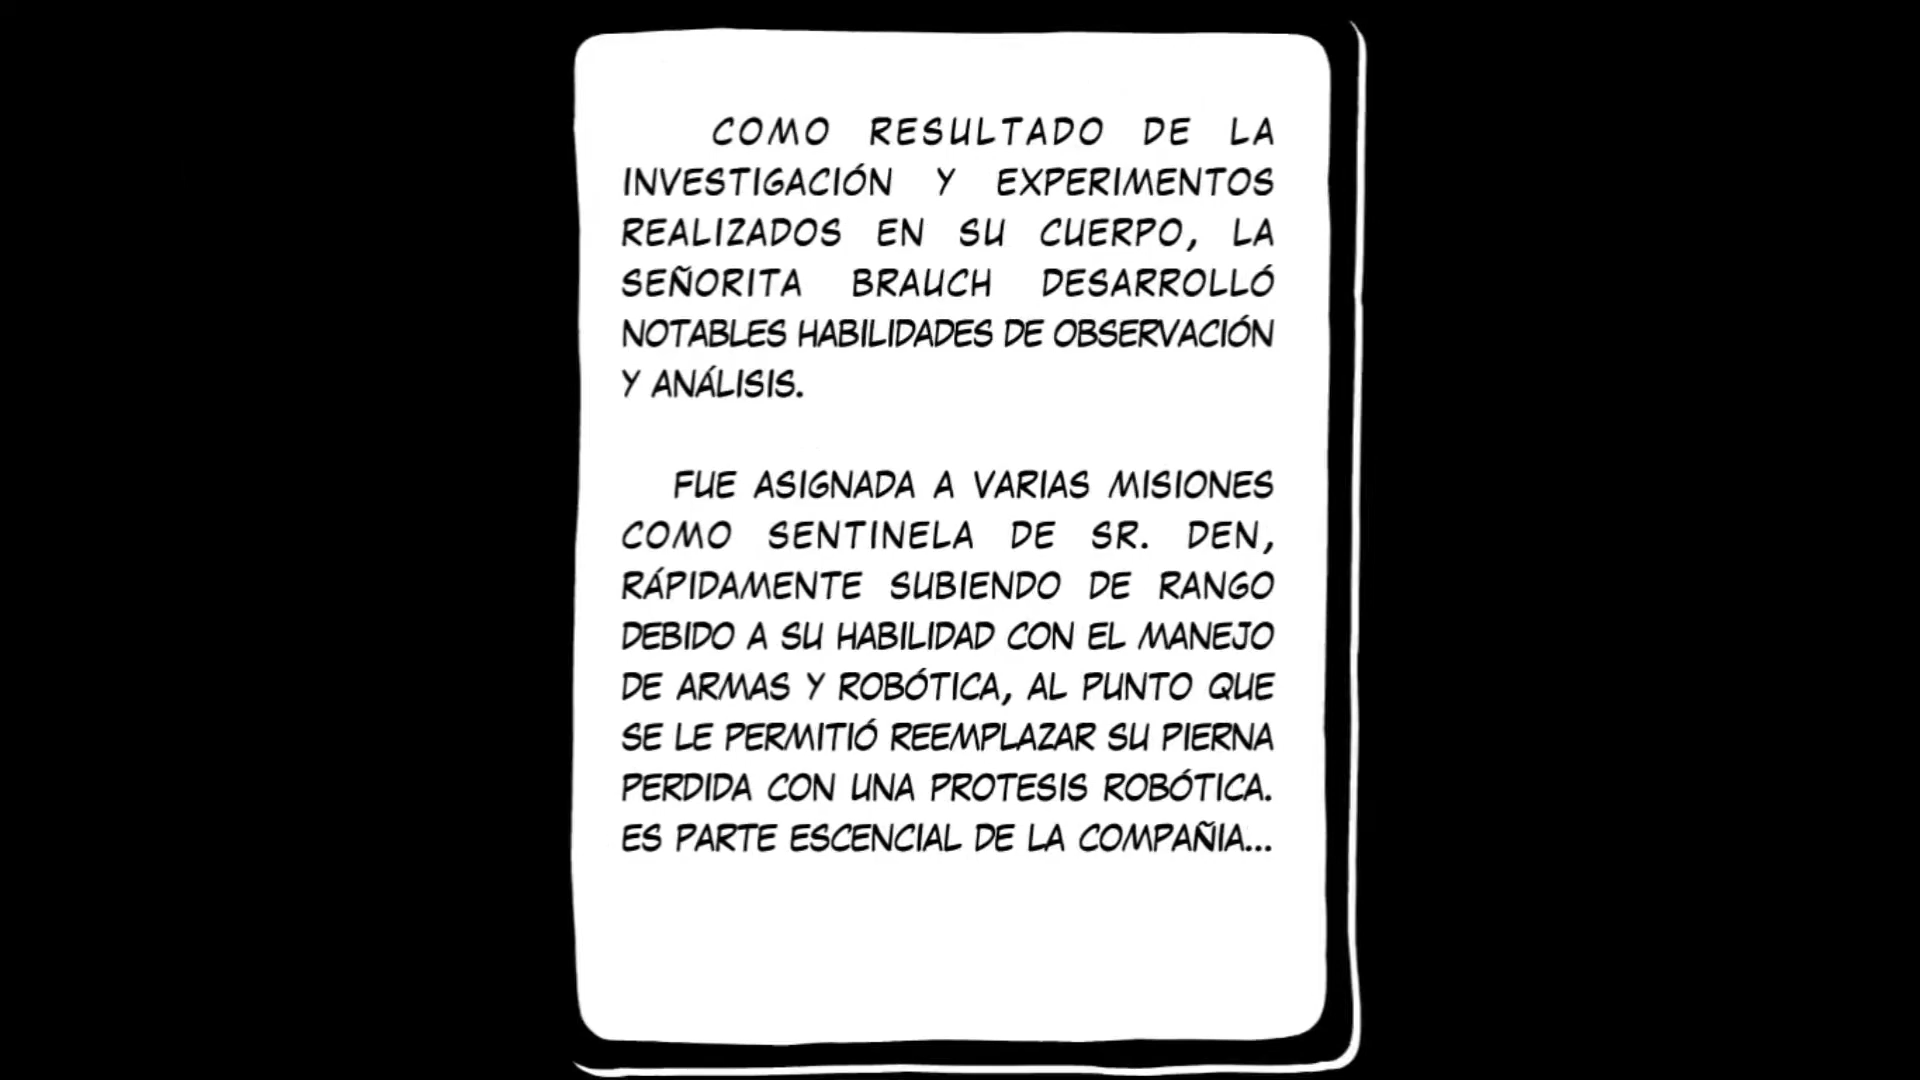 COMO RESULTADO DE LA
INVESTIGACIÓN Y EXPERIMENTOS
REALIZADOS EN SU CUERPO, LA
SEÑORITA BRAUCH DESARROLLÓ
NOTABLES HABILIDADES DE OBSERVACIÓN
Y ANÁLISIS.
FUE ASIGNADA A VARIAS MISIONES
COMO SENTINELA DE SR. DEN,
RÁPIDAMENTE SUBIENDO DE RANGO
DEBIDO A SU HABILIDAD CON EL MANEJO
DE ARMAS Y ROBÓTICA, AL PUNTO QUE
SE LE PERMITIÓ REEMPLAZAR SU PIERNA
PERDIDA CON UNA PROTESIS ROBÓTICA.
ES PARTE ESCENCIAL DE LA COMPAÑIA...